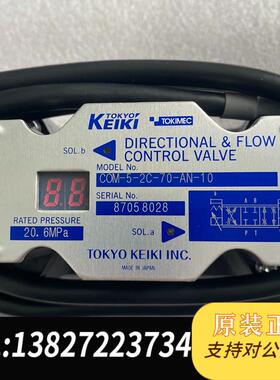 TOKYO
KEIKI
TOKIMEC
DIRECTIONAL & FLOW
CONTROL VALVE
SOL.b
MODEL No.
COM-5-2C-70-AN-10
SERIAL No.
87058028
A B
P T
RATED PRESSURE
20.6MPa
SOL.a
TOKYO KEIKI INC.
MADE IN JAPAN
原装正
:13827223734
支持对公